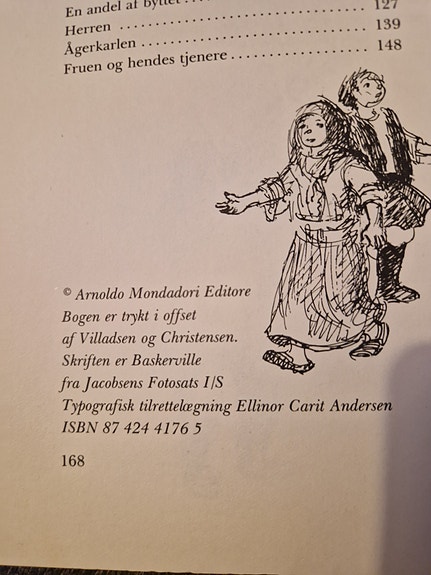 En andel af byttet ... 127
Herren ........................ 139
Ågerkarlen ........................ 148
Fruen og hendes tjenere ...............
© Arnoldo Mondadori Editore
Bogen er trykt i offset
af Villadsen og Christensen.
Skriften er Baskerville
fra Jacobsens Fotosats I/S
Typografisk tilrettelægning Ellinor Carit Andersen
ISBN 87 424 4176 5
168